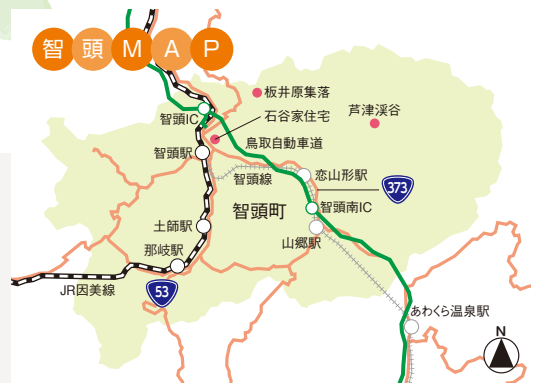 智頭MAP
板井原集落
石谷家住宅
芦津渓谷
智頭IC
鳥取自動車道
智頭駅
智頭線
恋山形駅
373
智頭町
智頭南IC
土師駅
山郷駅
那岐駅
JR因美線
53
あわくら温泉駅
N